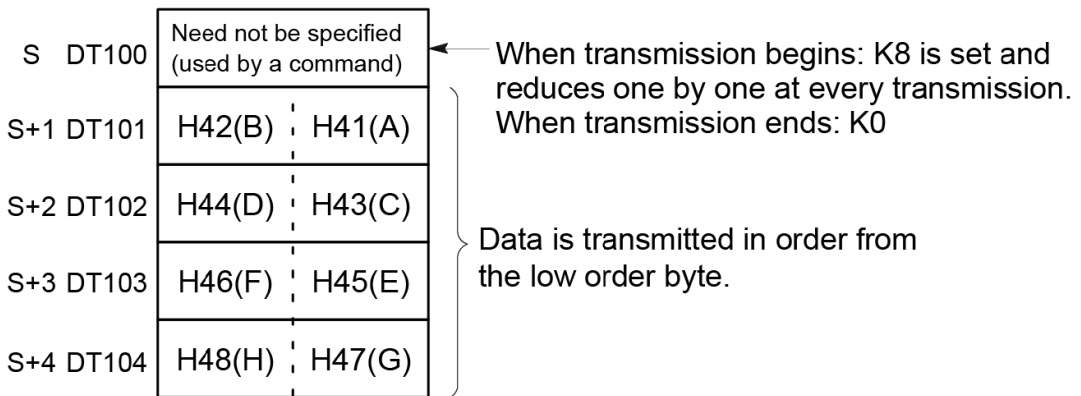 S DT100 Need not be specified
(used by a command)
When transmission begins: K8 is set and
reduces one by one at every transmission.
When transmission ends: K0
S+1 DT101 H42(B) H41(A)
S+2 DT102 H44(D) H43(C)
S+3 DT103 H46(F) H45(E)
S+4 DT104 H48(H) H47(G)
Data is transmitted in order from
the low order byte.